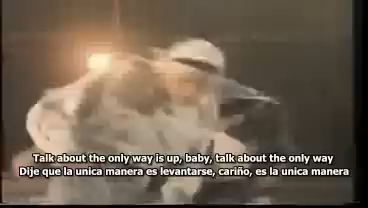 Talk about the only way is up, baby, talk about the only way
Dije que la unica manera es levantarse, cariño, es la unica manera